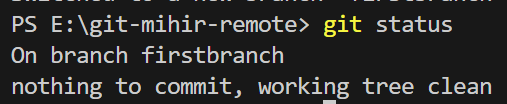 PS E:\git-mihir-remote> git status
On branch firstbranch
nothing to commit, working tree clean